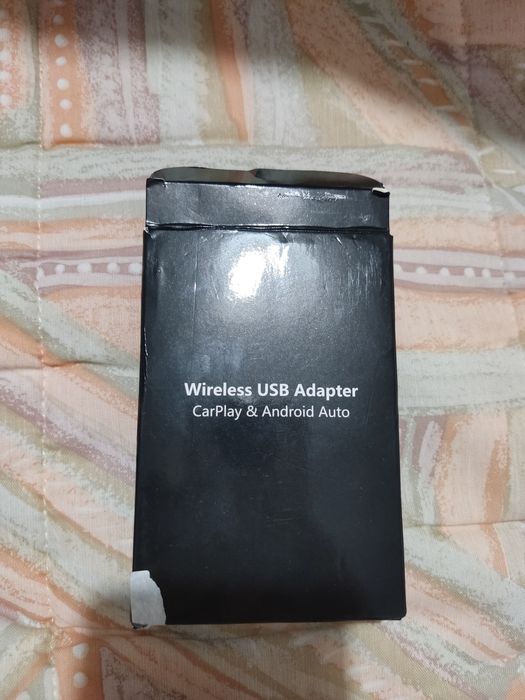 Wireless USB Adapter
CarPlay & Android Auto